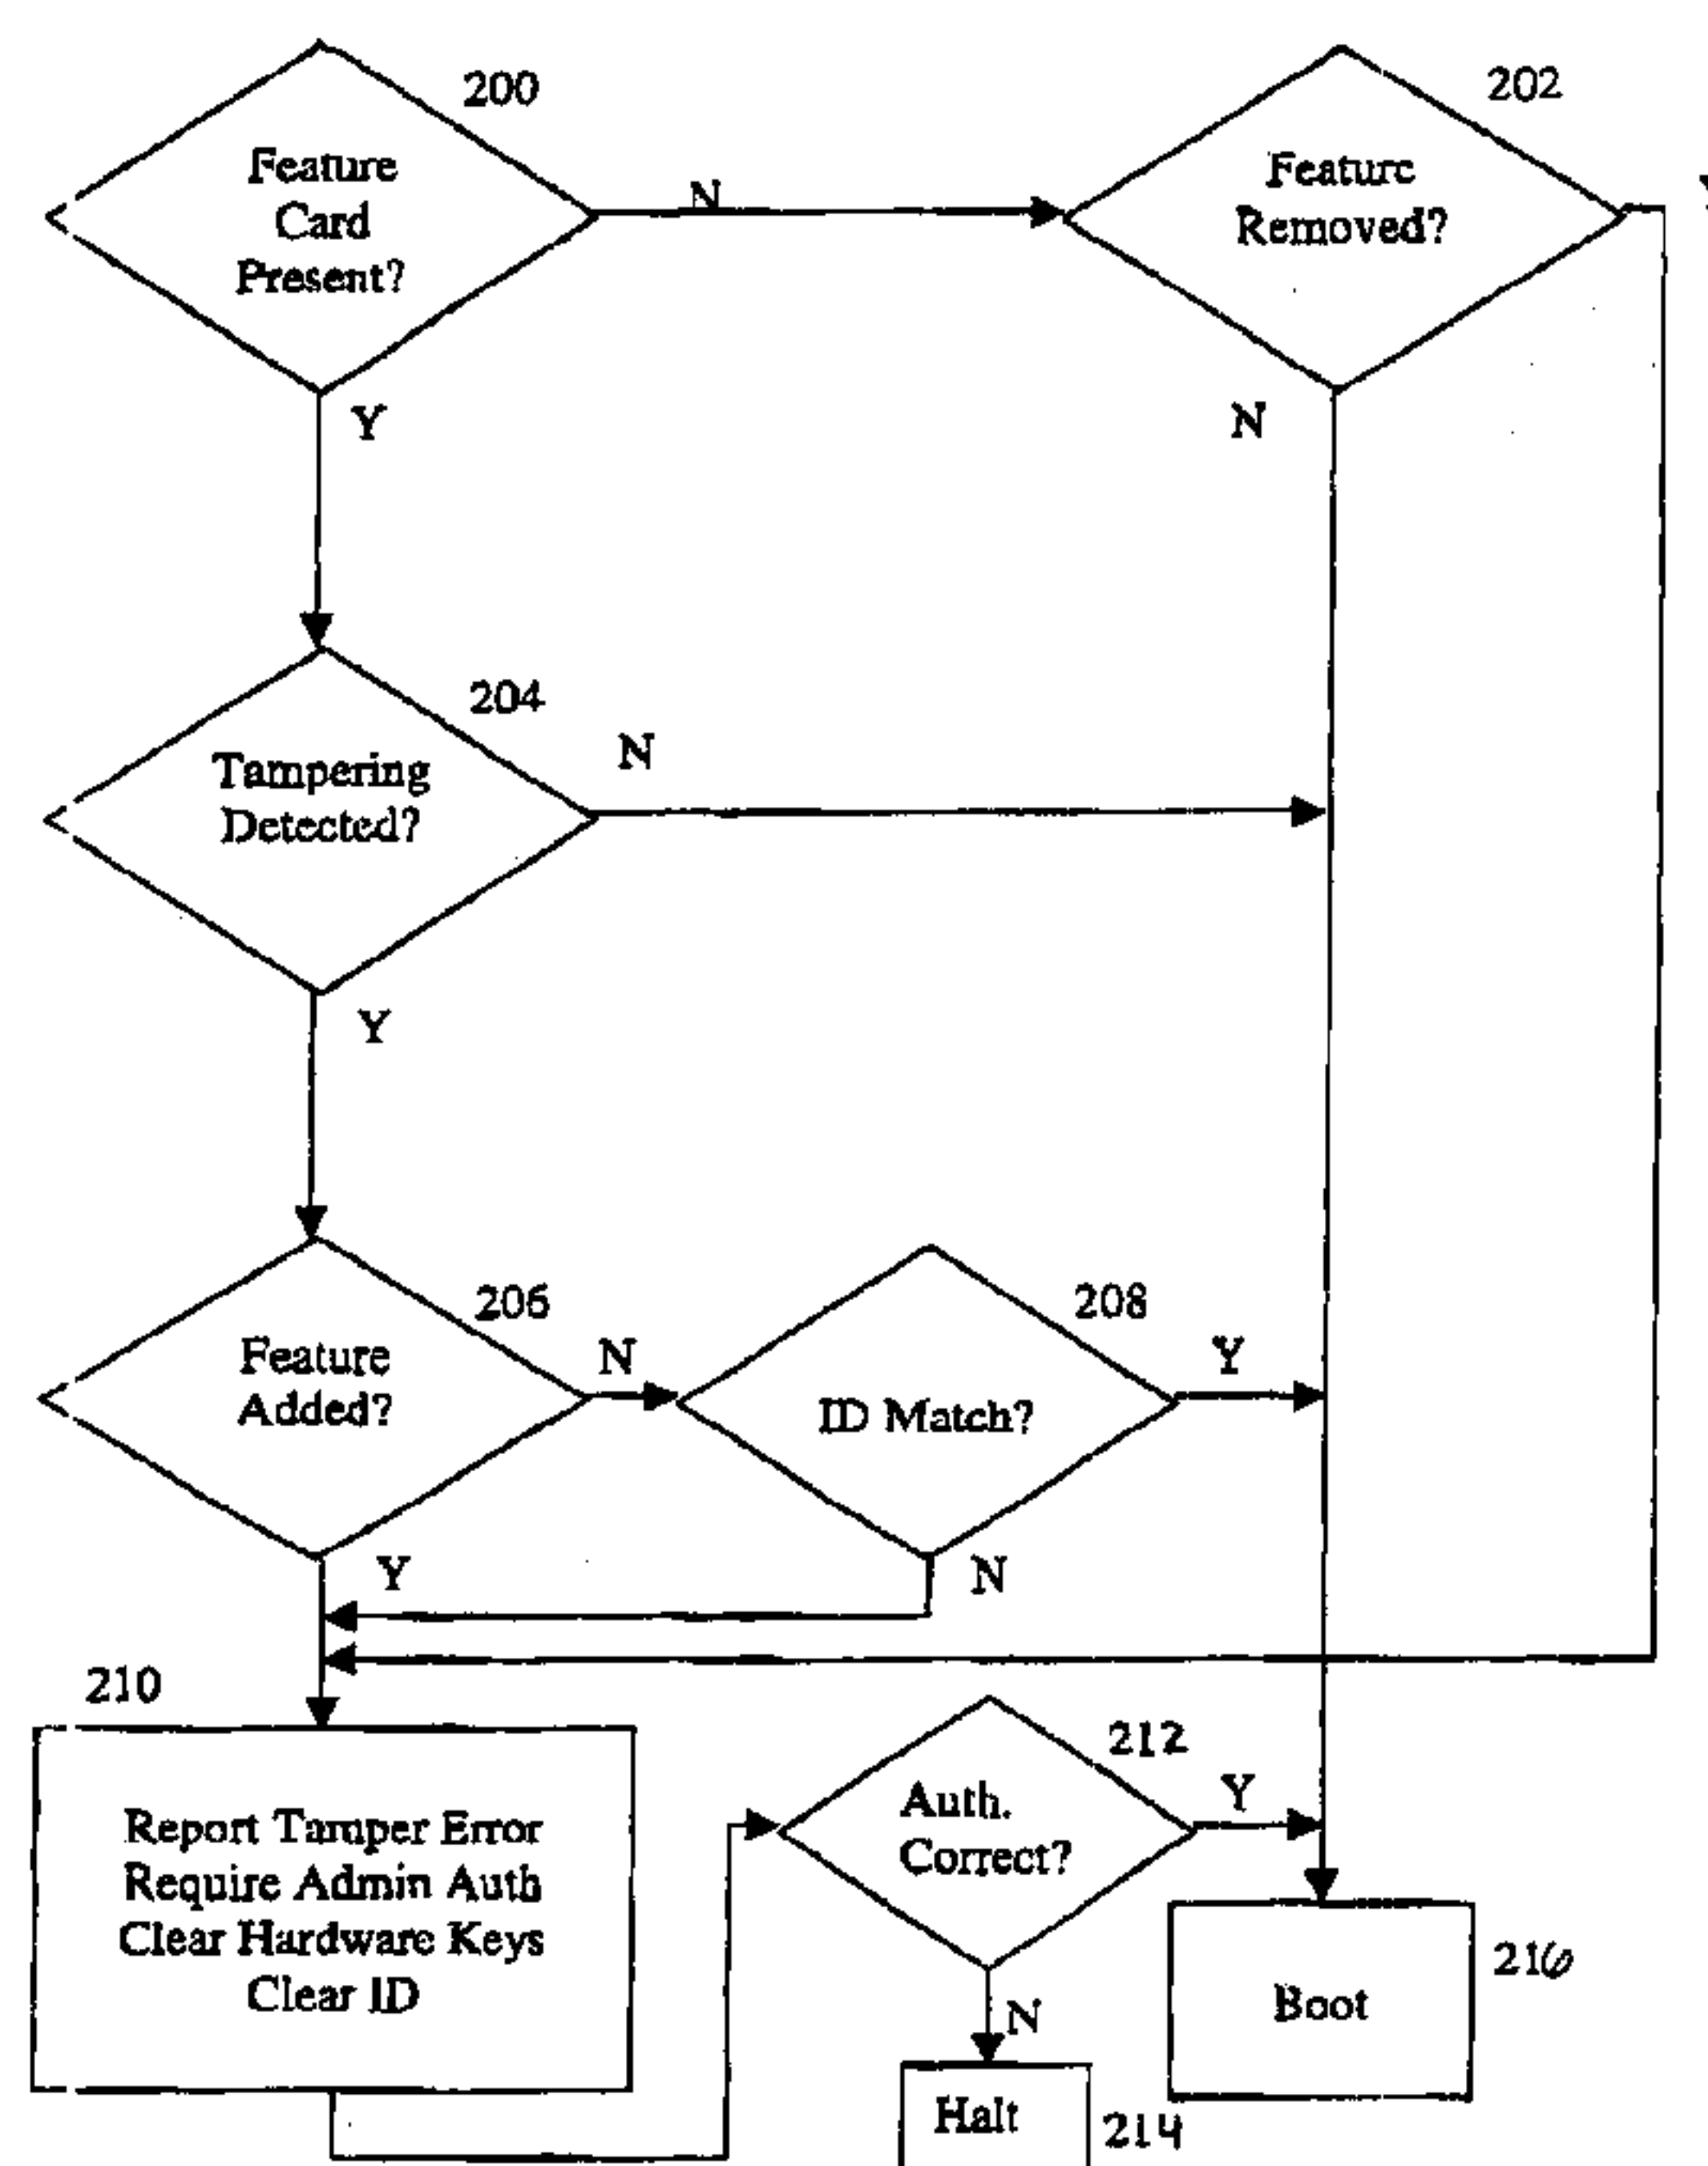 200
Feature
Card
Present?
N
Y
202
Feature
Removed?
N
204
Tampering
Detected?
N
Y
206
Feature
Added?
N
Y
208
ID Match?
Y
N
210
Report Tamper Error
Require Admin Auth
Clear Hardware Keys
Clear ID
212
Auth.
Correct?
Y
N
Halt
214
Boot
216